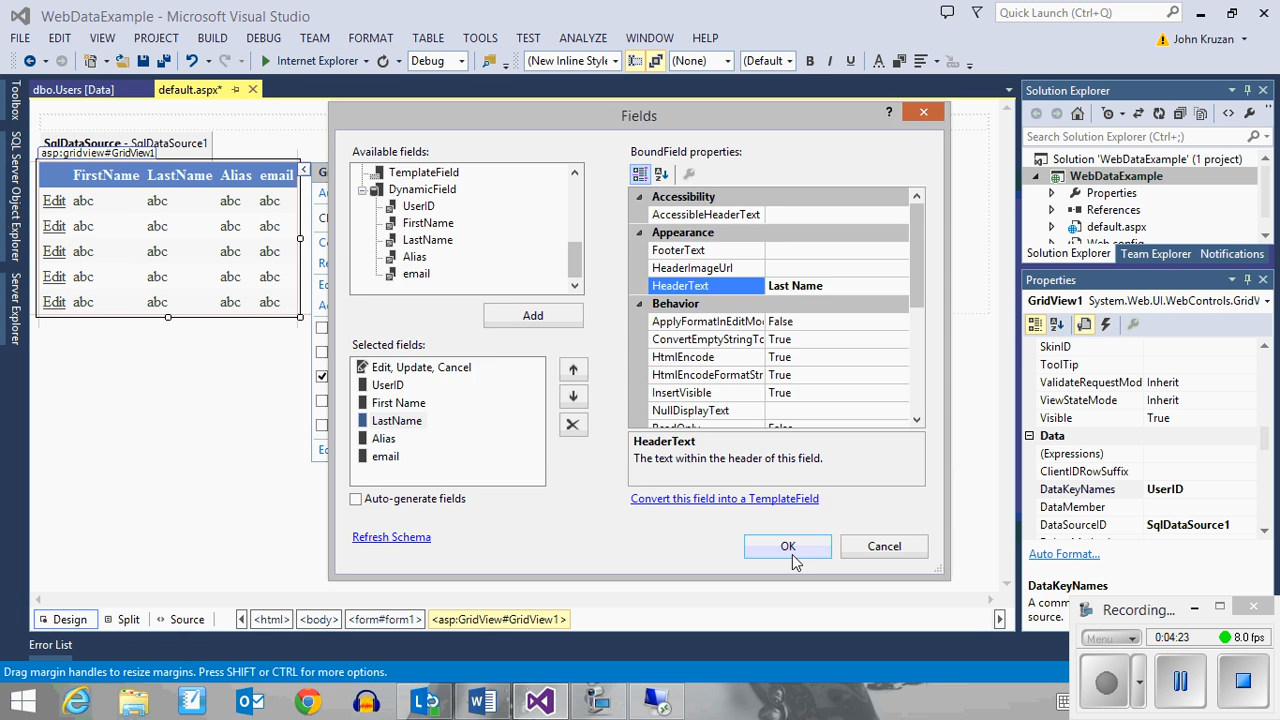 WebDataExample - Microsoft Visual Studio
Quick Launch (Ctrl+Q)
FILE EDIT VIEW PROJECT BUILD DEBUG TEAM FORMAT TABLE TOOLS TEST ANALYZE WINDOW HELP
John Kruzan
Internet Explorer
Debug
(New Inline Style
(None)
(Default
B I U
dbo.Users [Data]
default.aspx*
Toolbox
SQL Server Object Explorer
Server Explorer
SqlDataSource - SqlDataSource1
asp:gridview#GridView1
FirstName LastName Alias email
Edit abc abc abc abc
Edit abc abc abc abc
Edit abc abc abc abc
Edit abc abc abc abc
Edit abc abc abc abc
Fields
Available fields:
TemplateField
DynamicField
UserID
FirstName
LastName
Alias
email
Add
Selected fields:
Edit, Update, Cancel
UserID
First Name
LastName
Alias
email
Auto-generate fields
Refresh Schema
BoundField properties:
Accessibility
AccessibleHeaderText
Appearance
FooterText
HeaderImageUrl
HeaderText Last Name
Behavior
ApplyFormatInEditMo False
ConvertEmptyStringTo True
HtmlEncode True
HtmlEncodeFormatStr True
InsertVisible True
NullDisplayText
ReadOnly False
HeaderText
The text within the header of this field.
Convert this field into a TemplateField
OK
Cancel
Solution Explorer
Search Solution Explorer (Ctrl+;)
Solution 'WebDataExample' (1 project)
WebDataExample
Properties
References
default.aspx
Web.config
Solution Explorer Team Explorer Notifications
Properties
GridView1 System.Web.UI.WebControls.GridV
SkinID
ToolTip
ValidateRequestMod Inherit
ViewStateMode Inherit
Visible True
Data
(Expressions)
ClientIDRowSuffix
DataKeyNames UserID
DataMember
DataSourceID SqlDataSource1
Auto Format...
DataKeyNames
A comm
source.
Design Split Source
<html> <body> <form#form1> <asp:GridView#GridView1>
Error List
Drag margin handles to resize margins. Press SHIFT or CTRL for more options.
Recording...
Menu
0:04:23
8.0 fps